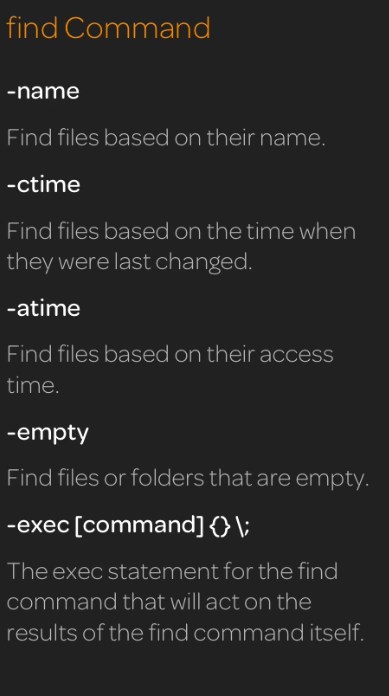 find Command
-name
Find files based on their name.
-ctime
Find files based on the time when
they were last changed.
-atime
Find files based on their access
time.
-empty
Find files or folders that are empty.
-exec [command] {} \;
The exec statement for the find
command that will act on the
results of the find command itself.